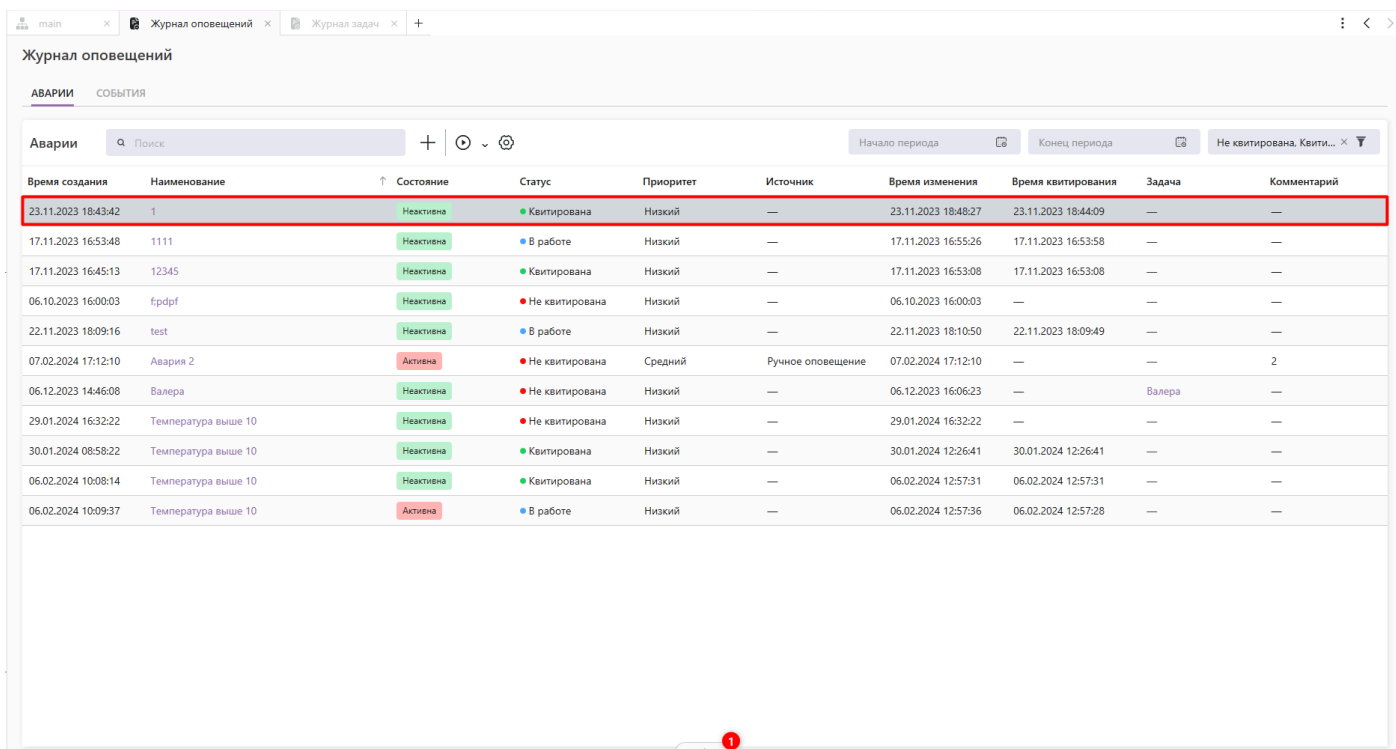 main × Журнал оповещений × Журнал задач × +
Журнал оповещений
АВАРИИ СОБЫТИЯ
Аварии Поиск Начало периода Конец периода Не квитирована, Квити... ×
Время создания Наименование ↑ Состояние Статус Приоритет Источник Время изменения Время квитирования Задача Комментарий
23.11.2023 18:43:42 1 Неактивна Квитирована Низкий — 23.11.2023 18:48:27 23.11.2023 18:44:09 — —
17.11.2023 16:53:48 1111 Неактивна В работе Низкий — 17.11.2023 16:55:26 17.11.2023 16:53:58 — —
17.11.2023 16:45:13 12345 Неактивна Квитирована Низкий — 17.11.2023 16:53:08 17.11.2023 16:53:08 — —
06.10.2023 16:00:03 f;pdpf Неактивна Не квитирована Низкий — 06.10.2023 16:00:03 — — —
22.11.2023 18:09:16 test Неактивна В работе Низкий — 22.11.2023 18:10:50 22.11.2023 18:09:49 — —
07.02.2024 17:12:10 Авария 2 Активна Не квитирована Средний Ручное оповещение 07.02.2024 17:12:10 — — 2
06.12.2023 14:46:08 Валера Неактивна Не квитирована Низкий — 06.12.2023 16:06:23 — Валера —
29.01.2024 16:32:22 Температура выше 10 Неактивна Не квитирована Низкий — 29.01.2024 16:32:22 — — —
30.01.2024 08:58:22 Температура выше 10 Неактивна Квитирована Низкий — 30.01.2024 12:26:41 30.01.2024 12:26:41 — —
06.02.2024 10:08:14 Температура выше 10 Неактивна Квитирована Низкий — 06.02.2024 12:57:31 06.02.2024 12:57:31 — —
06.02.2024 10:09:37 Температура выше 10 Активна В работе Низкий — 06.02.2024 12:57:36 06.02.2024 12:57:28 — —
1